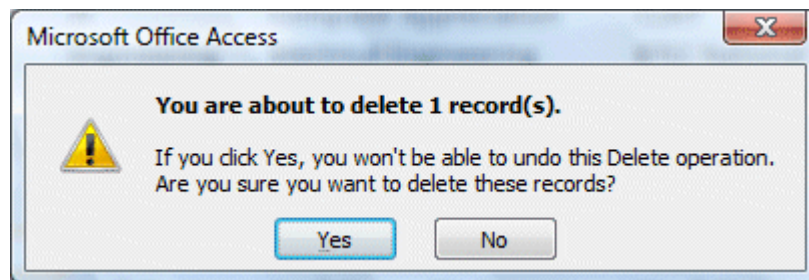 Microsoft Office Access
You are about to delete 1 record(s).
If you click Yes, you won't be able to undo this Delete operation.
Are you sure you want to delete these records?
Yes No